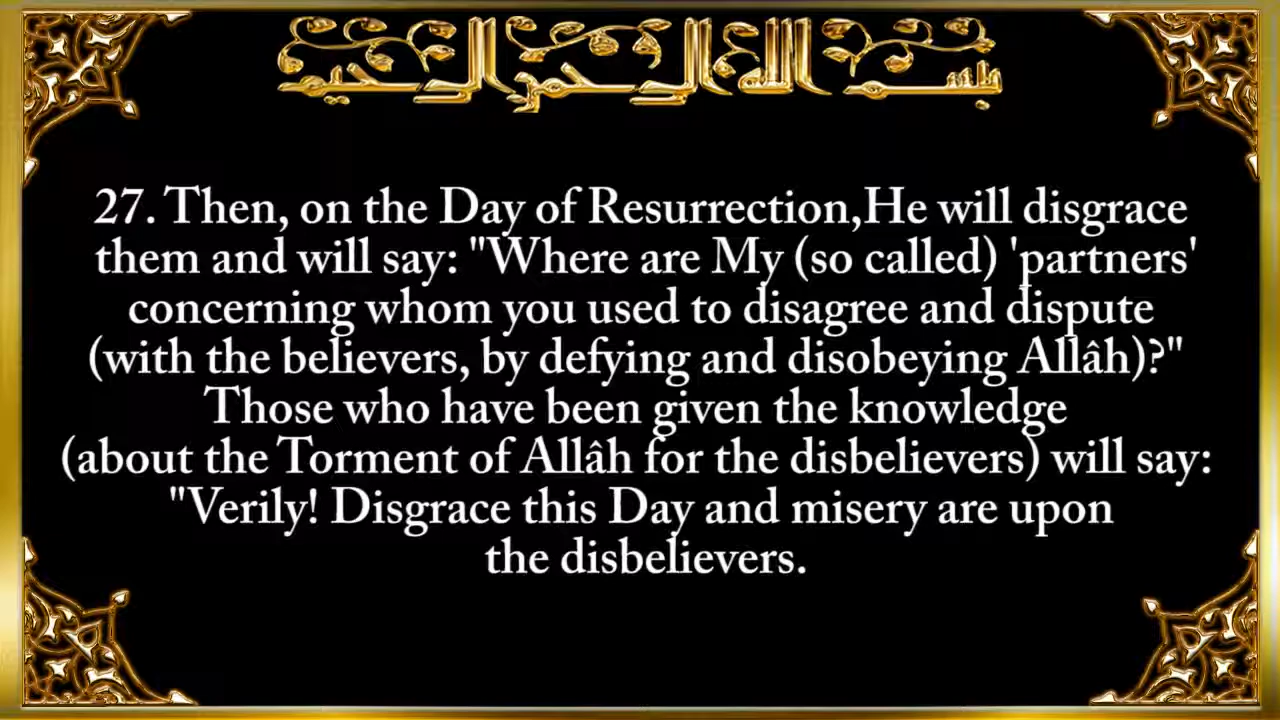 بسم الله الرحمن الرحيم
27. Then, on the Day of Resurrection,He will disgrace
them and will say: "Where are My (so called) 'partners'
concerning whom you used to disagree and dispute
(with the believers, by defying and disobeying Allâh)?"
Those who have been given the knowledge
(about the Torment of Allâh for the disbelievers) will say:
"Verily! Disgrace this Day and misery are upon
the disbelievers.